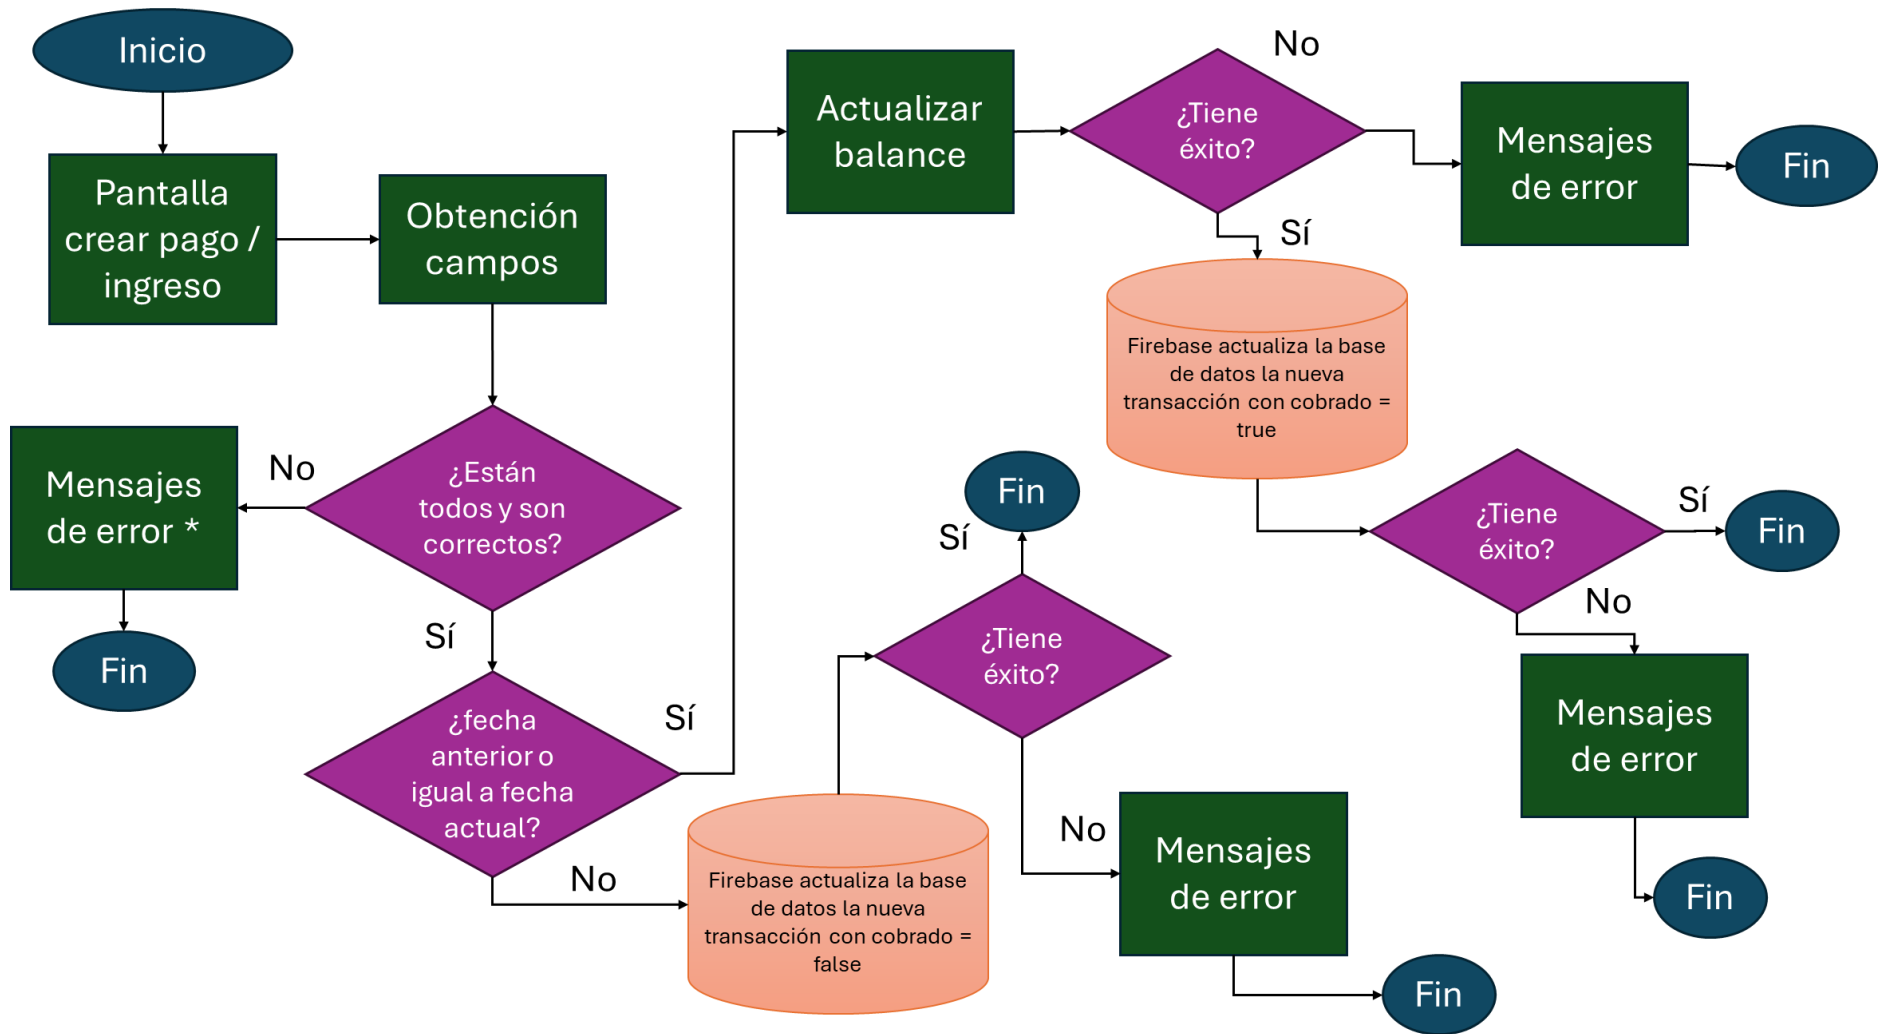 Inicio
Pantalla
crear pago /
ingreso
Obtención
campos
¿Están
todos y son
correctos?
No
Mensajes
de error *
Fin
Sí
¿fecha
anterior o
igual a fecha
actual?
Sí
Actualizar
balance
¿Tiene
éxito?
No
Mensajes
de error
Fin
Sí
Firebase actualiza la base
de datos la nueva
transacción con cobrado =
true
¿Tiene
éxito?
Sí
Fin
No
Mensajes
de error
Fin
No
Firebase actualiza la base
de datos la nueva
transacción con cobrado =
false
¿Tiene
éxito?
Sí
Fin
No
Mensajes
de error
Fin